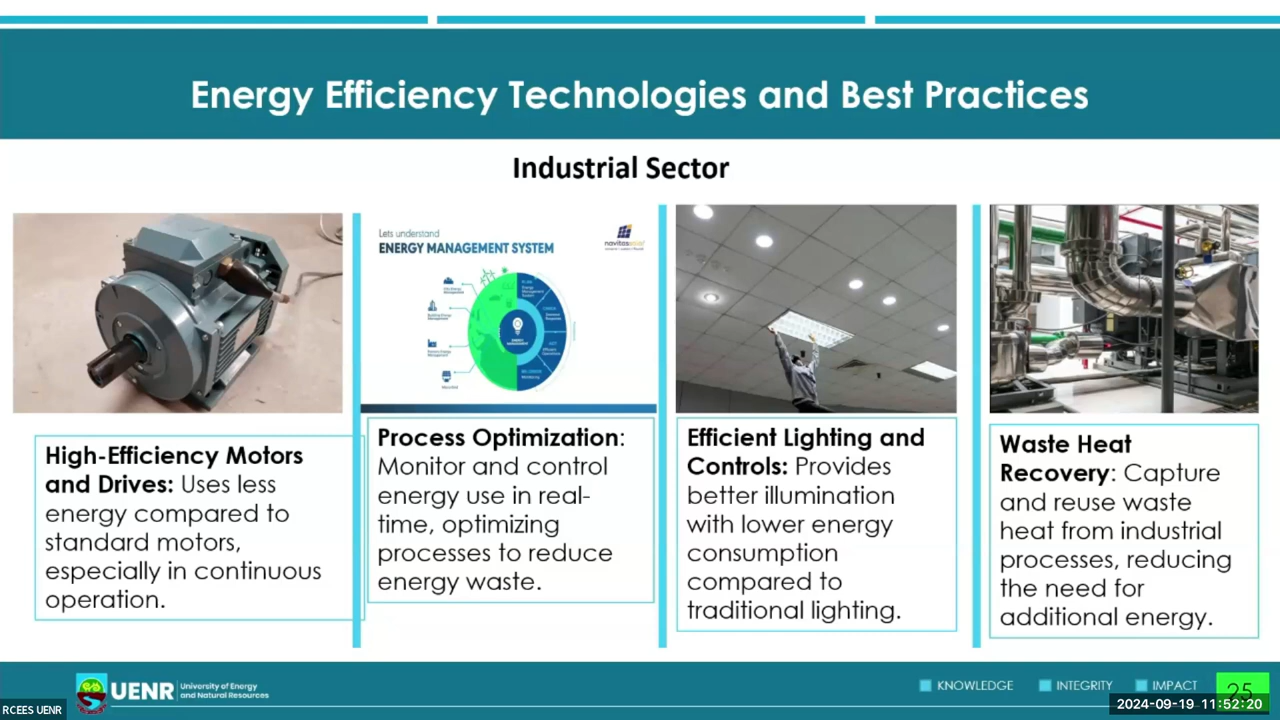 Energy Efficiency Technologies and Best Practices
Industrial Sector
Lets understand
ENERGY MANAGEMENT SYSTEM
High-Efficiency Motors
and Drives: Uses less
energy compared to
standard motors,
especially in continuous
operation.
Process Optimization:
Monitor and control
energy use in real-
time, optimizing
processes to reduce
energy waste.
Efficient Lighting and
Controls: Provides
better illumination
with lower energy
consumption
compared to
traditional lighting.
Waste Heat
Recovery: Capture
and reuse waste
heat from industrial
processes, reducing
the need for
additional energy.
UENR University of Energy
and Natural Resources
KNOWLEDGE INTEGRITY IMPACT 25
RCEES UENR
2024-09-19 11:52:20